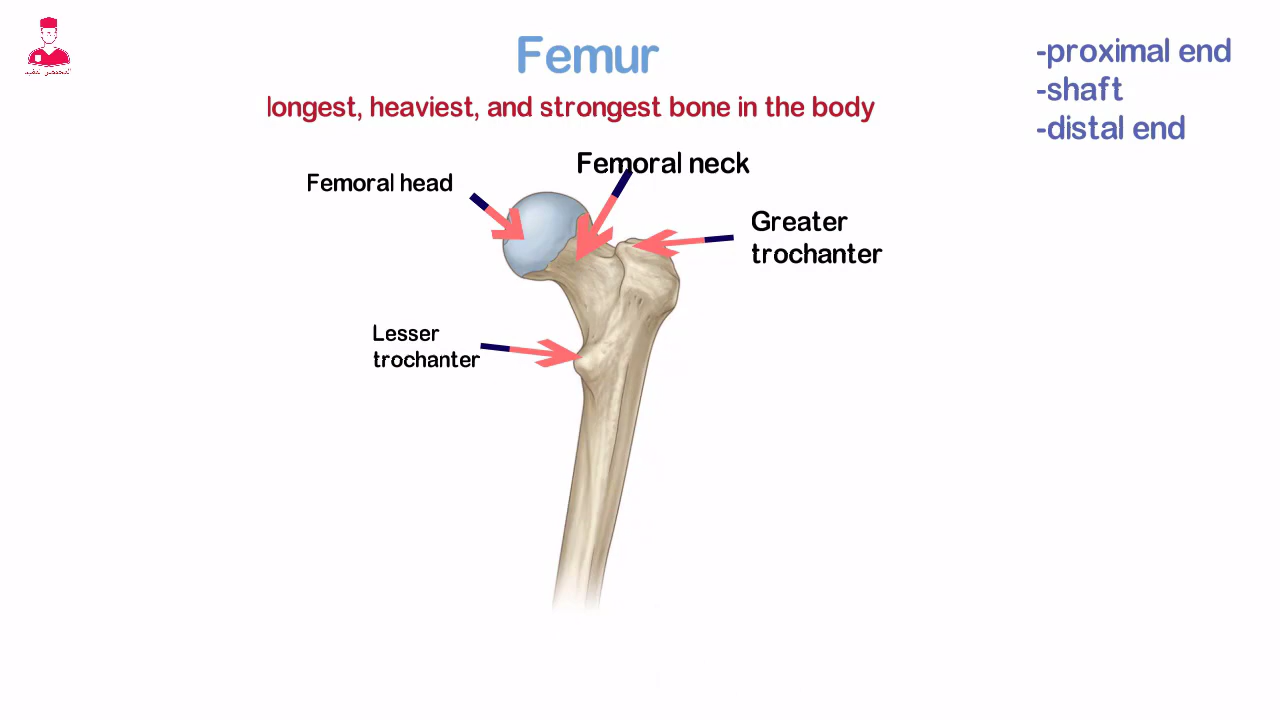 Femur
longest, heaviest, and strongest bone in the body
-proximal end
-shaft
-distal end
Femoral neck
Femoral head
Greater
trochanter
Lesser
trochanter